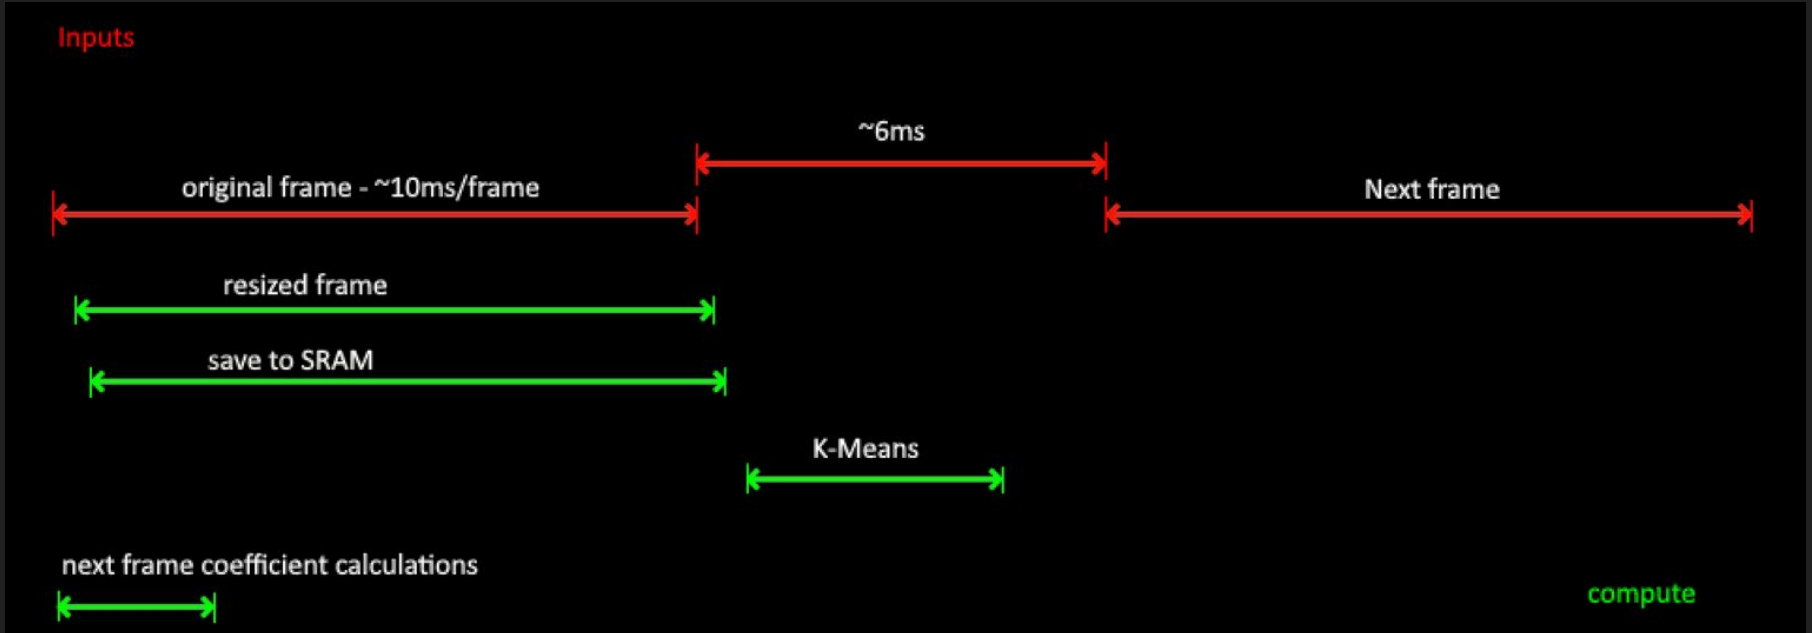 Inputs
~6ms
original frame - ~10ms/frame
Next frame
resized frame
save to SRAM
K-Means
next frame coefficient calculations
compute